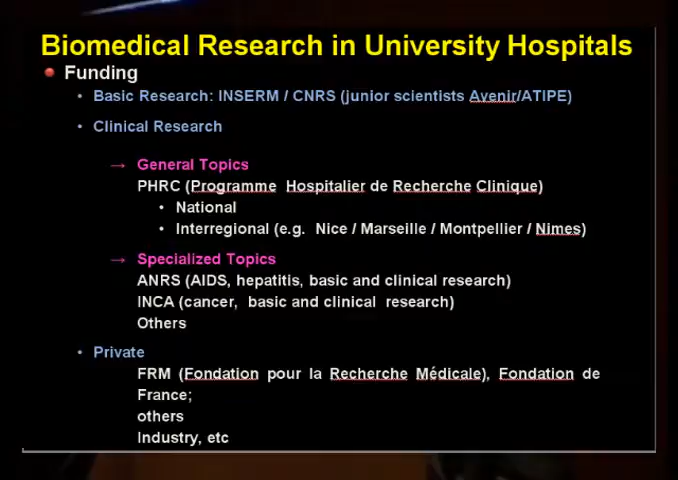 Biomedical Research in University Hospitals
Funding
• Basic Research: INSERM / CNRS (junior scientists Avenir/ATIPE)
• Clinical Research
→ General Topics
PHRC (Programme Hospitalier de Recherche Clinique)
• National
• Interregional (e.g. Nice / Marseille / Montpellier / Nimes)
→ Specialized Topics
ANRS (AIDS, hepatitis, basic and clinical research)
INCA (cancer, basic and clinical research)
Others
• Private
FRM (Fondation pour la Recherche Médicale), Fondation de
France;
others
Industry, etc